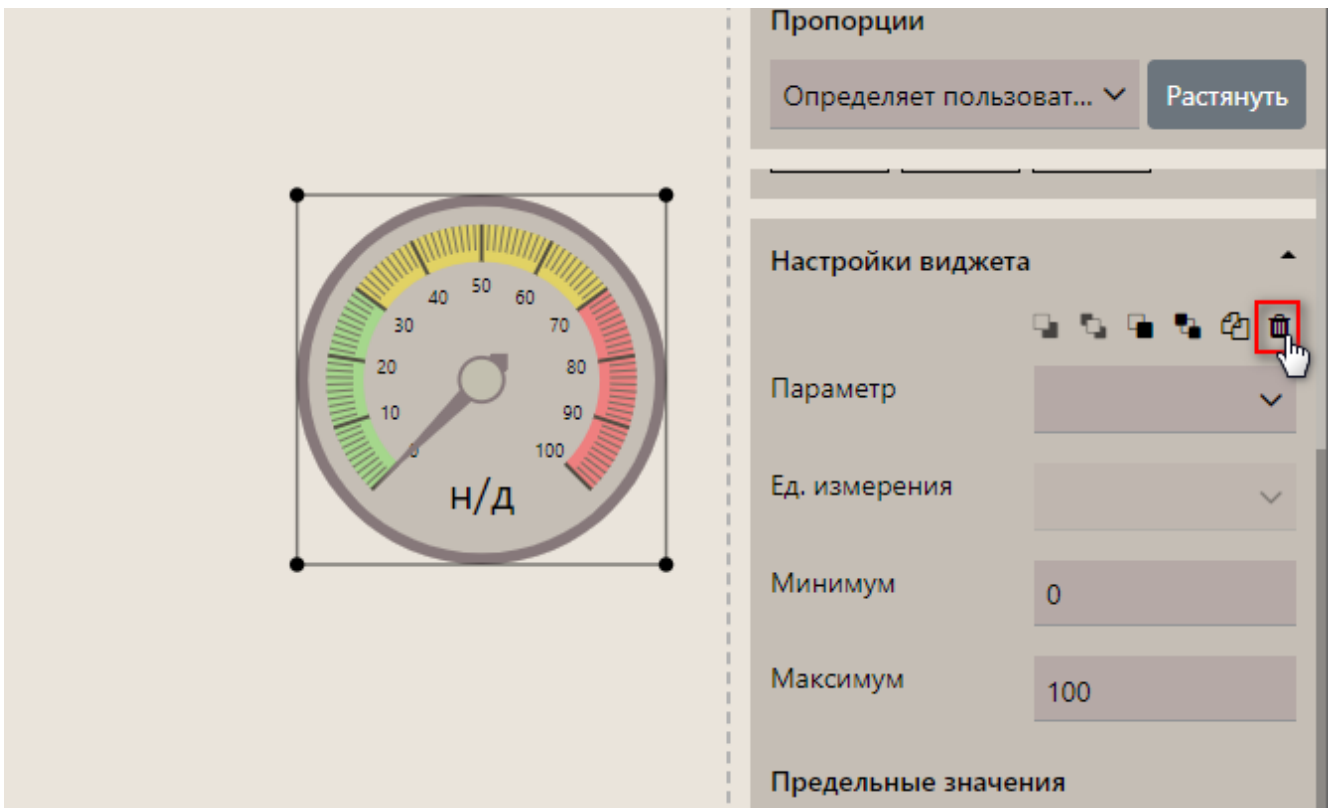 Пропорции
Определяет пользоват...
Растянуть
Настройки виджета
Параметр
Ед. измерения
Минимум
0
Максимум
100
Предельные значения
0
10
20
30
40
50
60
70
80
90
100
н/д